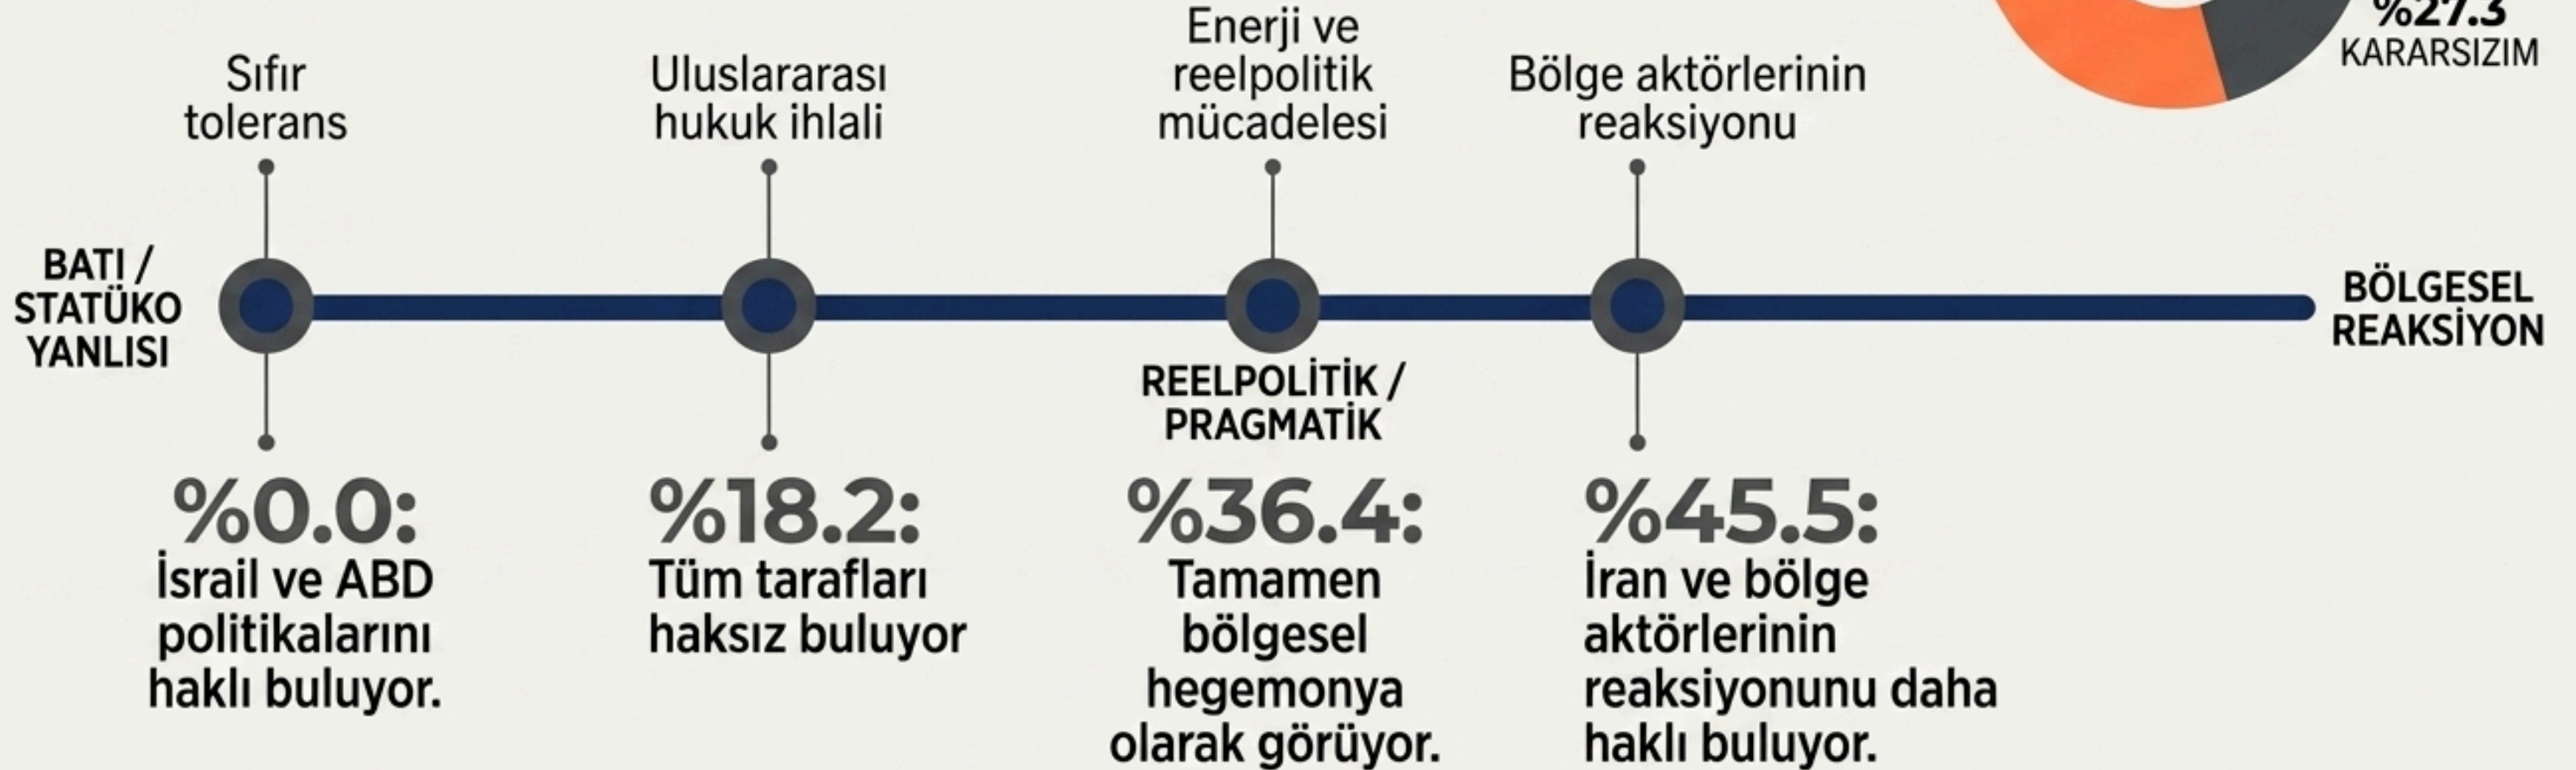 %27.3
KARARSIZIM
Sıfır
tolerans
Uluslararası
hukuk ihlali
Enerji ve
reelpolitik
mücadelesi
Bölge aktörlerinin
reaksiyonu
BATI /
STATÜKO
YANLISI
REELPOLİTİK /
PRAGMATİK
BÖLGESEL
REAKSİYON
%0.0:
İsrail ve ABD
politikalarını
haklı buluyor.
%18.2:
Tüm tarafları
haksız buluyor
%36.4:
Tamamen
bölgesel
hegemonya
olarak görüyor.
%45.5:
İran ve bölge
aktörlerinin
reaksiyonunu daha
haklı buluyor.